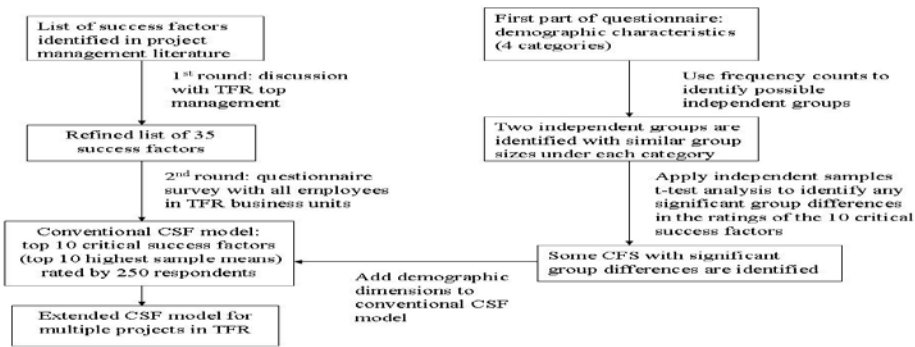 List of success factors
identified in project
management literature
1st round: discussion
with TFR top
management
Refined list of 35
success factors
2nd round: questionnaire
survey with all employees
in TFR business units
Conventional CSF model:
top 10 critical success factors
(top 10 highest sample means)
rated by 250 respondents
Extended CSF model for
multiple projects in TFR
First part of questionnaire:
demographic characteristics
(4 categories)
Use frequency counts to
identify possible
independent groups
Two independent groups are
identified with similar group
sizes under each category
Apply independent samples
t-test analysis to identify any
significant group differences
in the ratings of the 10 critical
success factors
Some CFS with significant
group differences are identified
Add demographic
dimensions to
conventional CSF
model